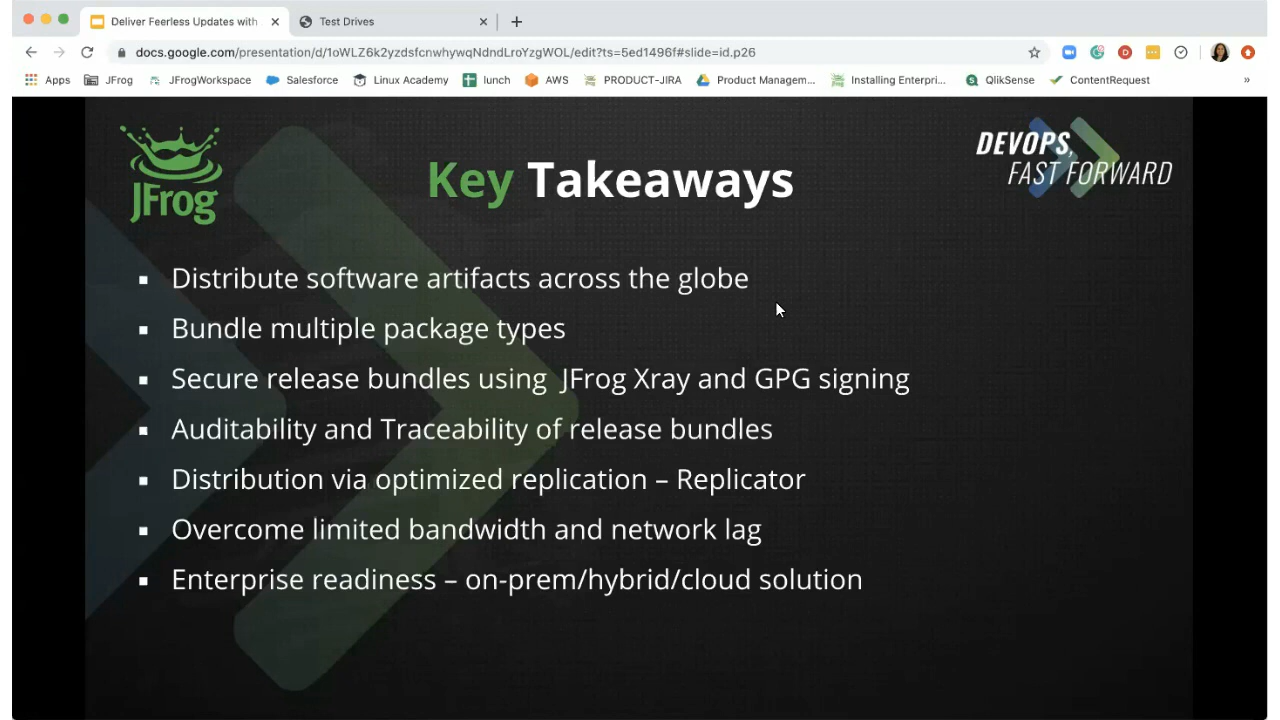 Deliver Feerless Updates with
Test Drives
docs.google.com/presentation/d/1oWLZ6k2yzdsfcnwhywqNdndLroYzgWOL/edit?ts=5ed1496f#slide=id.p26
Apps
JFrog
JFrogWorkspace
Salesforce
Linux Academy
lunch
AWS
PRODUCT-JIRA
Product Managem...
Installing Enterpri...
QlikSense
ContentRequest
»
JFrog
Key Takeaways
DEVOPS,
FAST FORWARD
▪ Distribute software artifacts across the globe
▪ Bundle multiple package types
▪ Secure release bundles using JFrog Xray and GPG signing
▪ Auditability and Traceability of release bundles
▪ Distribution via optimized replication – Replicator
▪ Overcome limited bandwidth and network lag
▪ Enterprise readiness – on-prem/hybrid/cloud solution